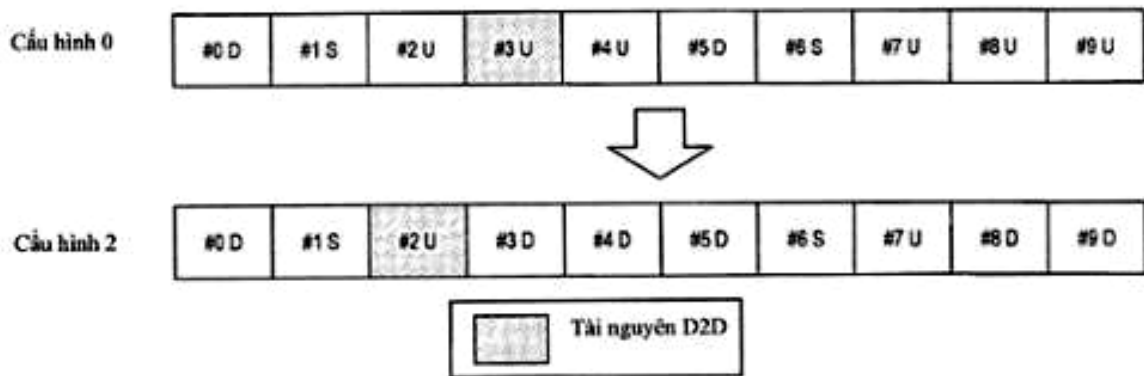 Cấu hình 0
#0 D #1 S #2 U #3 U #4 U #5 D #6 S #7 U #8 U #9 U
Cấu hình 2
#0 D #1 S #2 U #3 D #4 D #5 D #6 S #7 U #8 D #9 D
Tài nguyên D2D